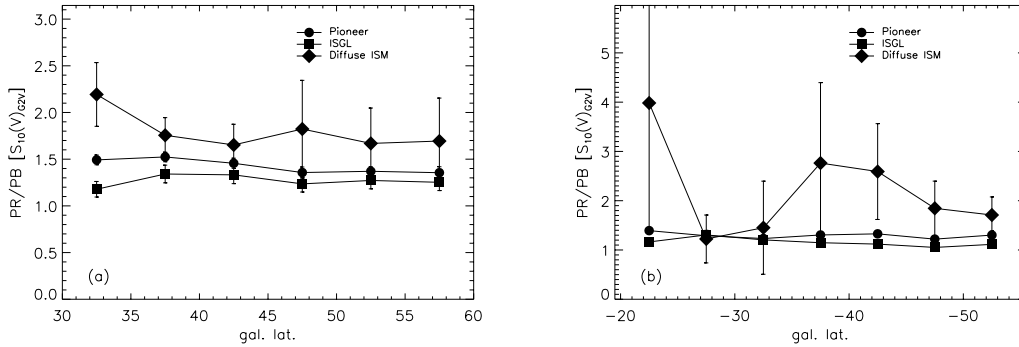 3.0
2.5
2.0
1.5
1.0
0.5
0.0
PR/PB [S10(V)G2V]
Pioneer
ISGL
Diffuse ISM
(a)
30 35 40 45 50 55 60
gal. lat.
5
4
3
2
1
0
PR/PB [S10(V)G2V]
Pioneer
ISGL
Diffuse ISM
(b)
−20 −30 −40 −50
gal. lat.